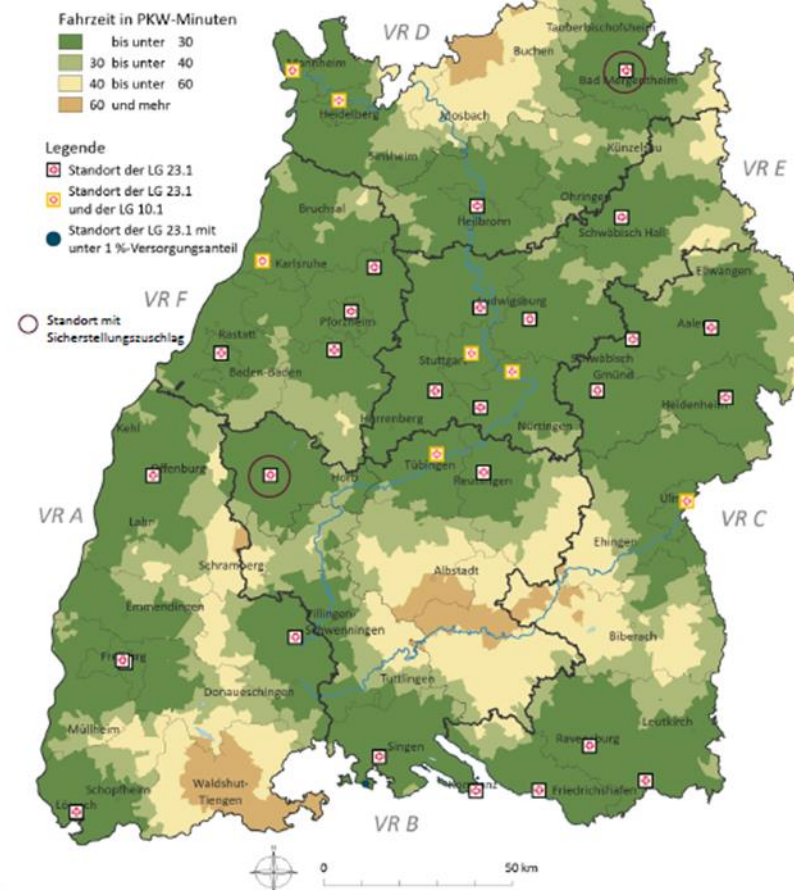 Fahrzeit in PKW-Minuten
bis unter 30
30 bis unter 40
40 bis unter 60
60 und mehr
Legende
Standort der LG 23.1
Standort der LG 23.1
und der LG 10.1
Standort der LG 23.1 mit
unter 1 %-Versorgungsanteil
Standort mit
Sicherstellungszuschlag
VR D
Tauberbischofsheim
Buchen
Bad Mergentheim
Mannheim
Heidelberg
Mosbach
Sinsheim
Künzelsau
VR E
Öhringen
Heilbronn
Schwäbisch Hall
Bruchsal
Karlsruhe
Ellwangen
VR F
Ludwigsburg
Pforzheim
Aalen
Rastatt
Stuttgart
Schwäbisch
Gmünd
Baden-Baden
Heidenheim
Herrenberg
Nürtingen
Kehl
Tübingen
Offenburg
Horb
Reutlingen
Ulm
VR A
VR C
Lahr
Ehingen
Schramberg
Albstadt
Emmendingen
Villingen-
Schwenningen
Biberach
Freiburg
Tuttlingen
Donaueschingen
Leutkirch
Müllheim
Ravensburg
Singen
Waldshut-
Tiengen
Schopfheim
Konstanz
Friedrichshafen
Lörrach
VR B
0 50 km